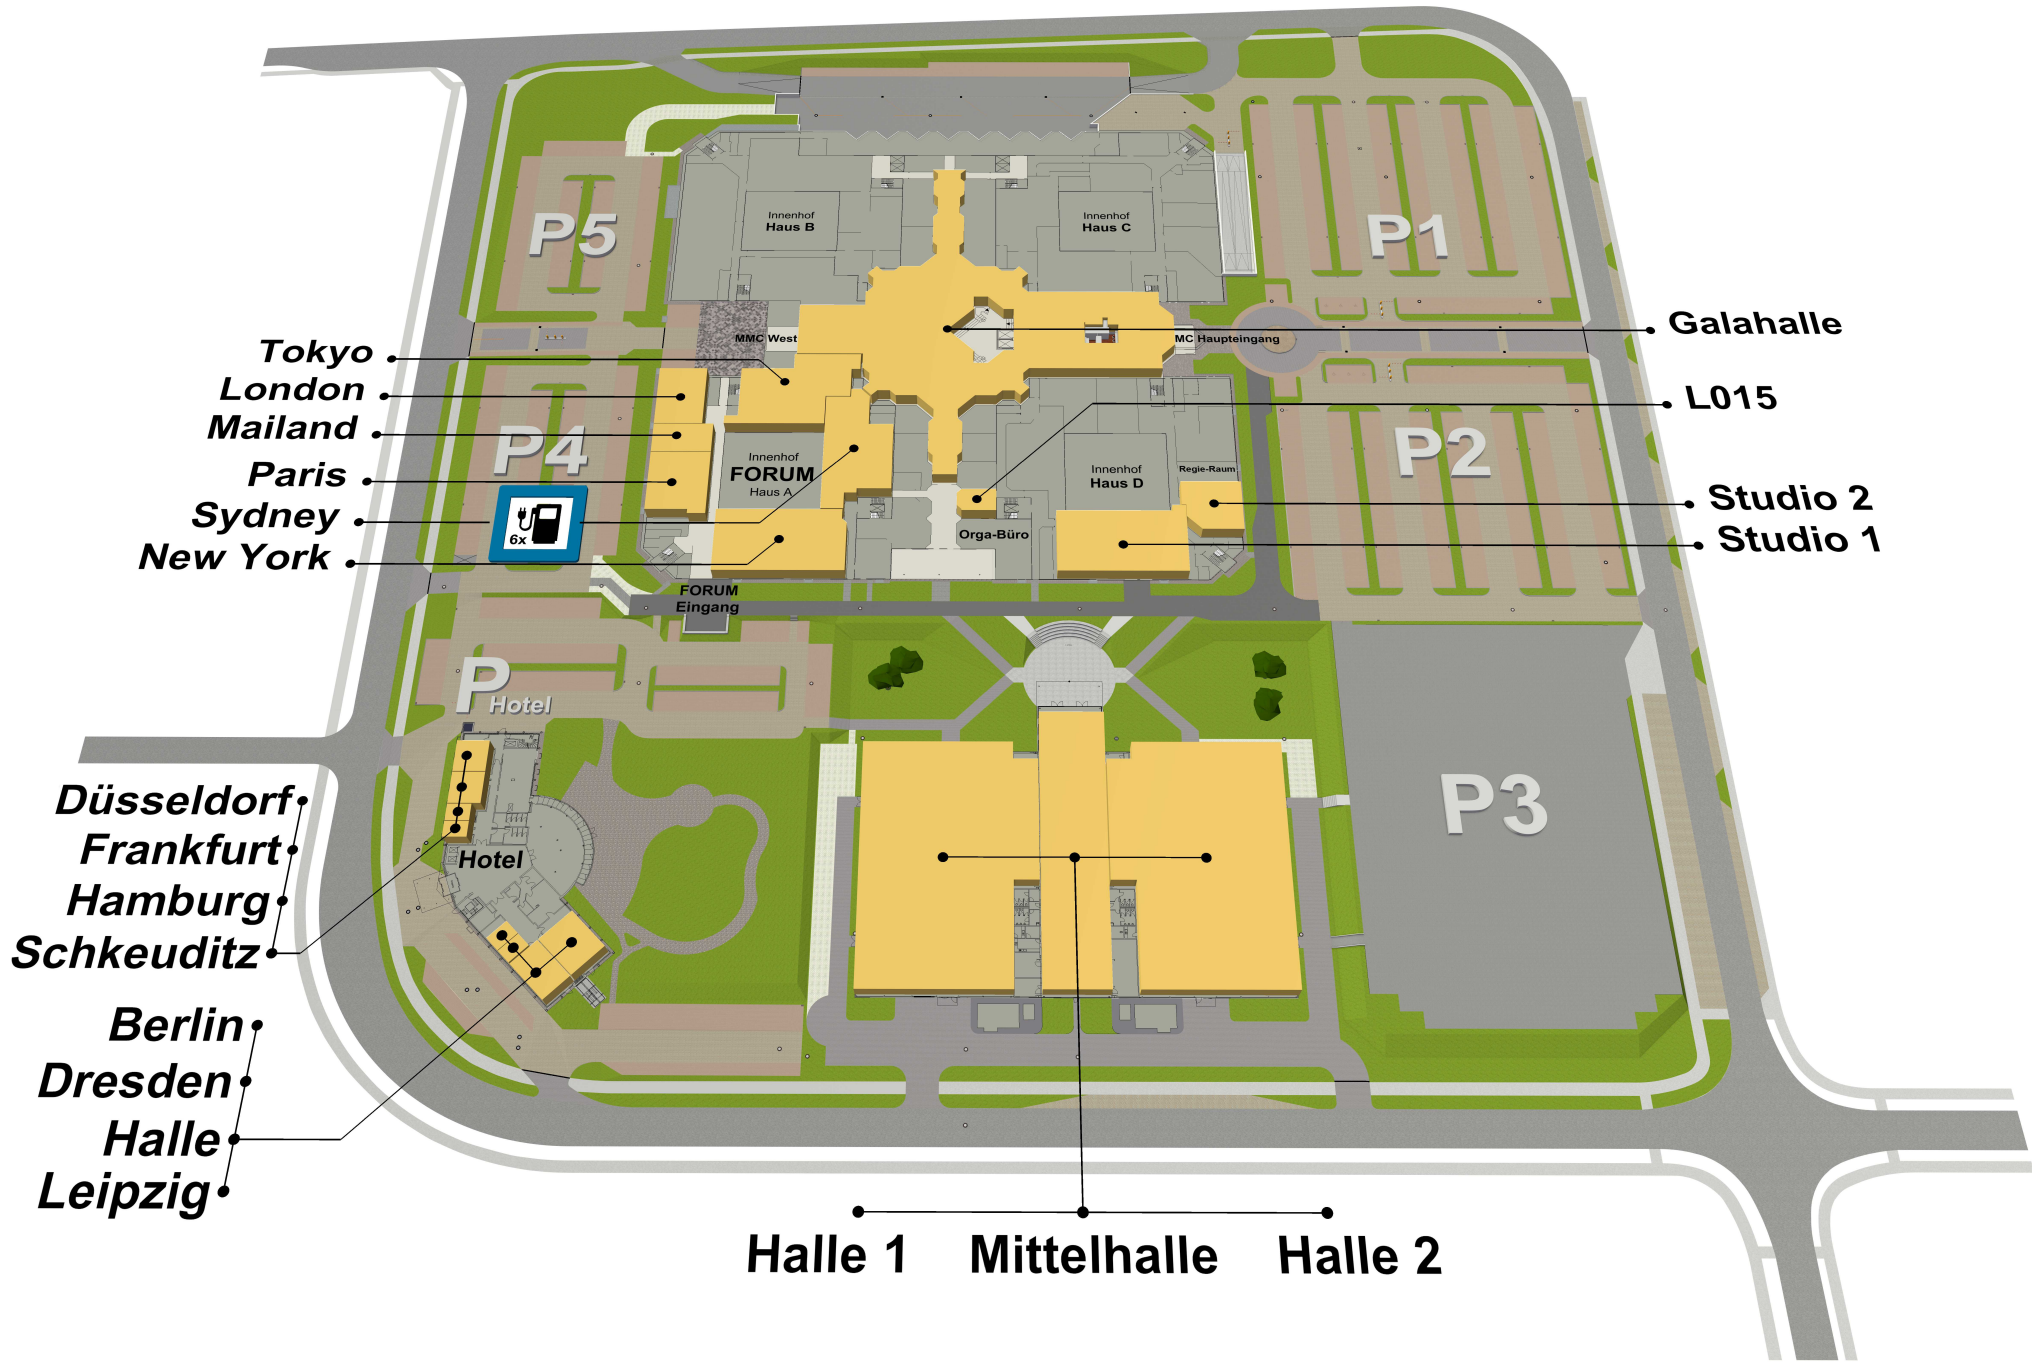 P5
P1
Innenhof
Haus B
Innenhof
Haus C
MMC West
MC Haupteingang
Galahalle
Tokyo
London
Mailand
Paris
Sydney
New York
P4
6x
Innenhof
FORUM
Haus A
L015
P2
Innenhof
Haus D
Regie-Raum
Studio 2
Studio 1
Orga-Büro
FORUM
Eingang
P Hotel
P3
Düsseldorf
Frankfurt
Hamburg
Schkeuditz
Hotel
Berlin
Dresden
Halle
Leipzig
Halle 1 Mittelhalle Halle 2